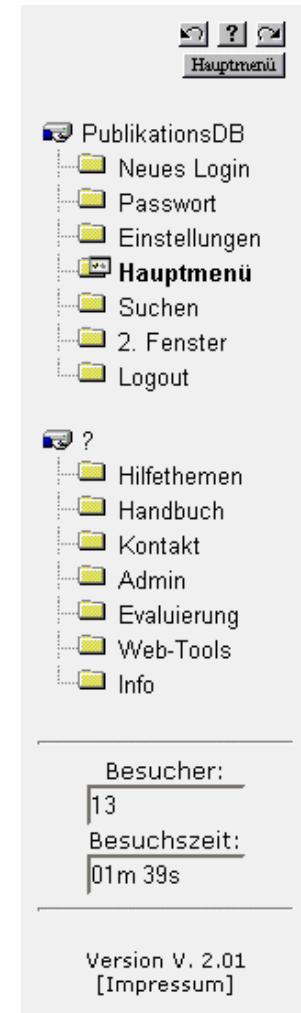 ?
Hauptmenü
PublikationsDB
Neues Login
Passwort
Einstellungen
Hauptmenü
Suchen
2. Fenster
Logout
?
Hilfethemen
Handbuch
Kontakt
Admin
Evaluierung
Web-Tools
Info
Besucher:
13
Besuchszeit:
01m 39s
Version V. 2.01
[Impressum]